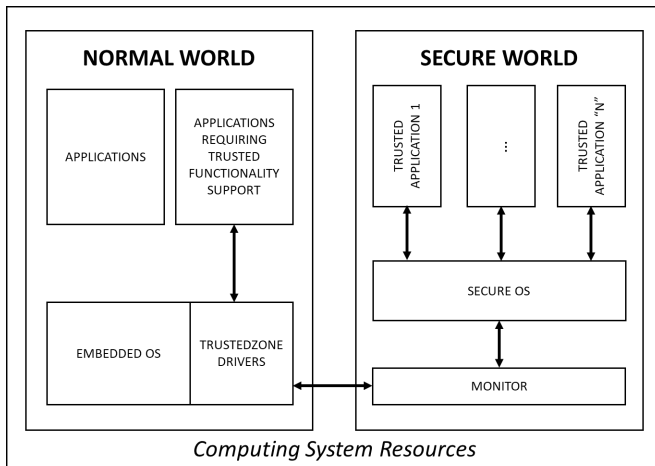 NORMAL WORLD
APPLICATIONS
APPLICATIONS
REQUIRING
TRUSTED
FUNCTIONALITY
SUPPORT
EMBEDDED OS
TRUSTEDZONE
DRIVERS
SECURE WORLD
TRUSTED
APPLICATION 1
...
TRUSTED
APPLICATION "N"
SECURE OS
MONITOR
Computing System Resources